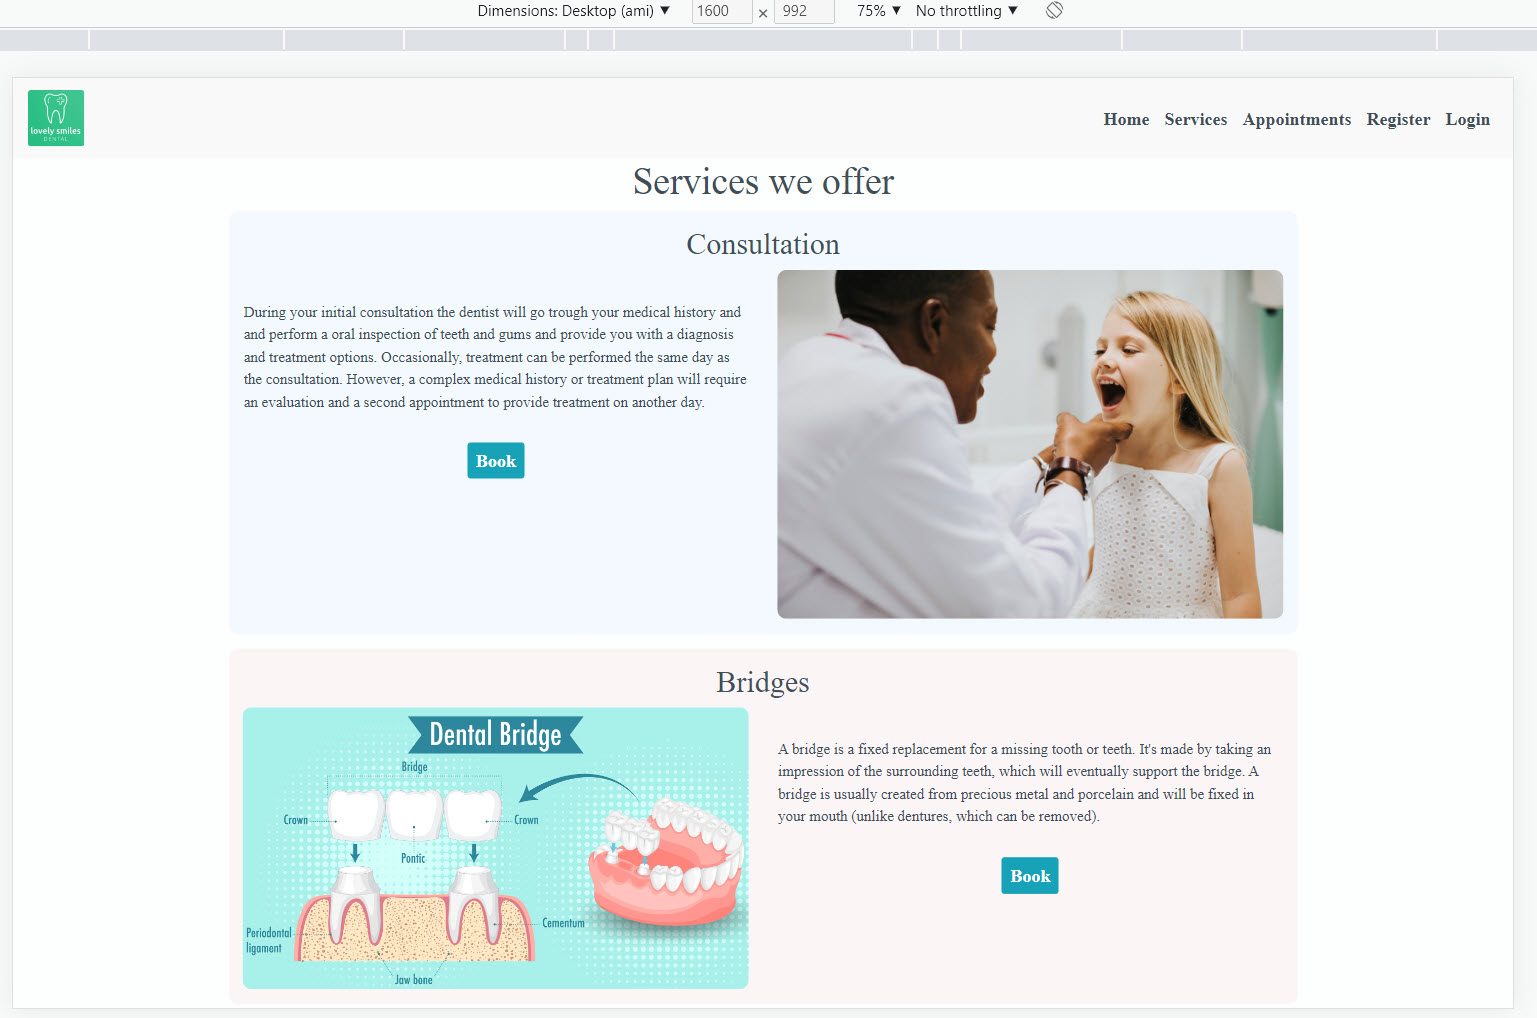 Dimensions: Desktop (ami) ▼ 1600 × 992 75% ▼ No throttling ▼
lovely smiles
DENTAL
Home Services Appointments Register Login
Services we offer
Consultation
During your initial consultation the dentist will go trough your medical history and
and perform a oral inspection of teeth and gums and provide you with a diagnosis
and treatment options. Occasionally, treatment can be performed the same day as
the consultation. However, a complex medical history or treatment plan will require
an evaluation and a second appointment to provide treatment on another day.
Book
Bridges
Dental Bridge
Bridge
Crown
Crown
Pontic
Cementum
Periodontal
ligament
Jaw bone
A bridge is a fixed replacement for a missing tooth or teeth. It's made by taking an
impression of the surrounding teeth, which will eventually support the bridge. A
bridge is usually created from precious metal and porcelain and will be fixed in
your mouth (unlike dentures, which can be removed).
Book